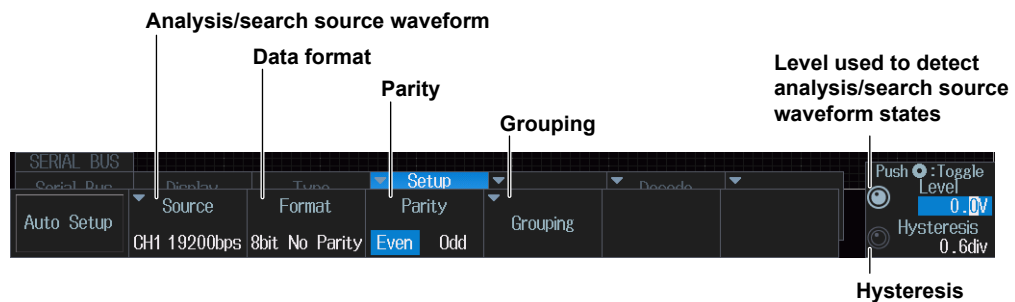 Analysis/search source waveform
Data format
Parity
Grouping
Level used to detect
analysis/search source
waveform states
SERIAL BUS
Serial Bus Display Type Setup Decode
Auto Setup
Source
CH1 19200bps
Format
8bit No Parity
Parity
Even Odd
Grouping
Push :Toggle
Level
0.0V
Hysteresis
0.6div
Hysteresis